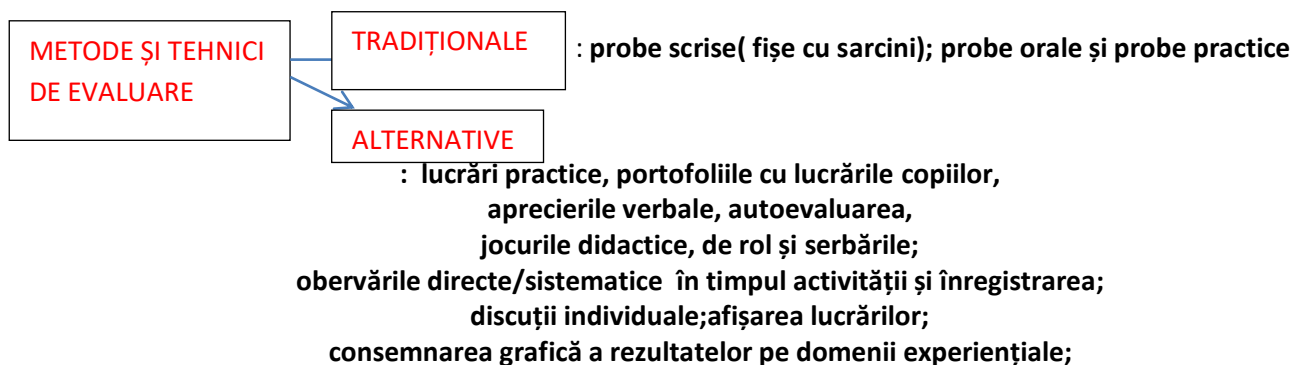 METODE ȘI TEHNICI
DE EVALUARE
TRADIȚIONALE
: probe scrise( fișe cu sarcini); probe orale și probe practice
ALTERNATIVE
: lucrări practice, portofoliile cu lucrările copiilor,
aprecierile verbale, autoevaluarea,
jocurile didactice, de rol și serbările;
obervările directe/sistematice în timpul activității și înregistrarea;
discuții individuale;afișarea lucrărilor;
consemnarea grafică a rezultatelor pe domenii experiențiale;